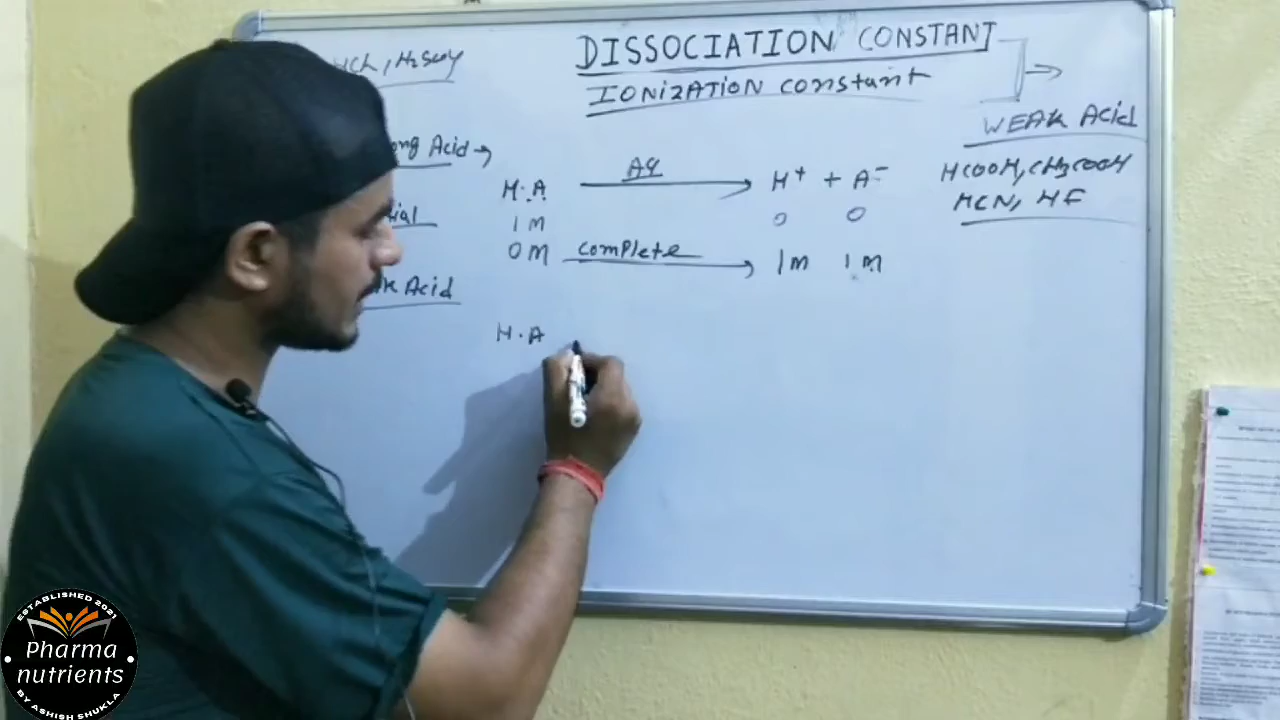 DISSOCIATION CONSTANT
IONIZATION constant
WEAK Acid
HCOOH, CH3COOH
HCN, HF
HCl, H2SO4
ong Acid →
H.A AQ → H+ + A-
ial
1M 0 0
0M complete → 1M 1M
k Acid
H.A
ESTABLISHED 2021
Pharma
nutrients
BY ASHISH SHUKLA